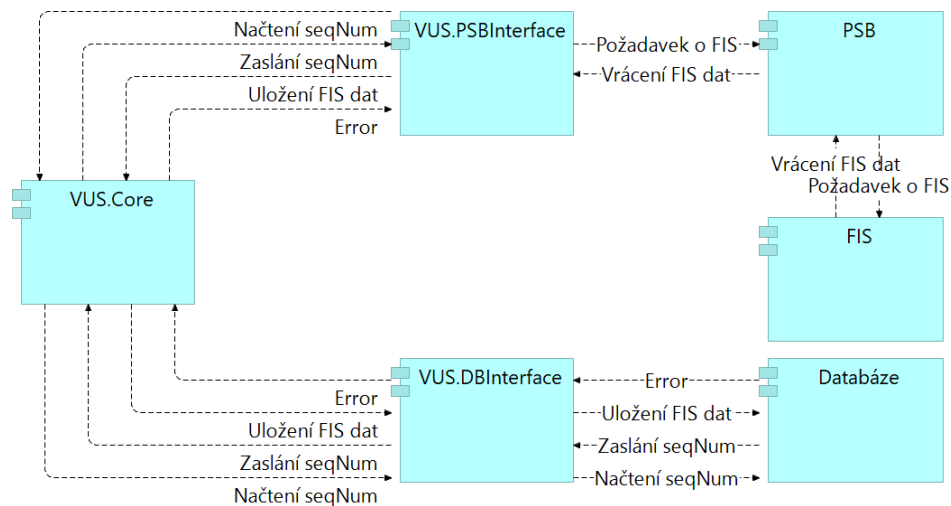 Načtení seqNum
VUS.PSBInterface
PSB
Požadavek o FIS
Zaslání seqNum
Vrácení FIS dat
Uložení FIS dat
Error
Vrácení FIS dat
Požadavek o FIS
VUS.Core
FIS
VUS.DBInterface
Databáze
Error
Error
Uložení FIS dat
Uložení FIS dat
Zaslání seqNum
Zaslání seqNum
Načtení seqNum
Načtení seqNum